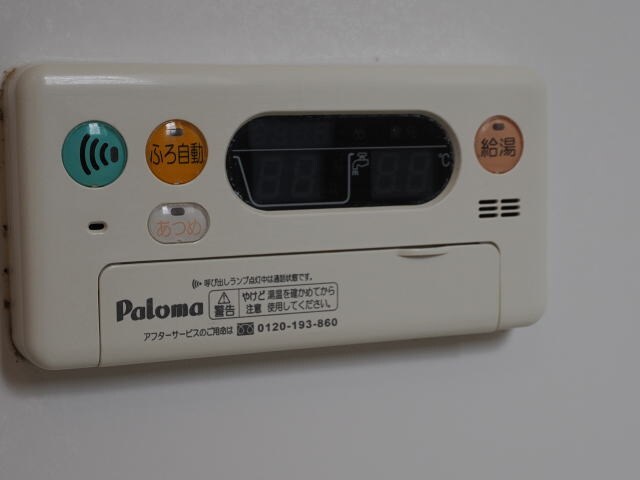 ふろ自動
給湯
あつめ
88
88
℃
呼び出しランプ点灯中は通話状態です。
Paloma
警告
やけど 湯温を確かめてから
注意 使用してください。
アフターサービスのご用命は 0120-193-860